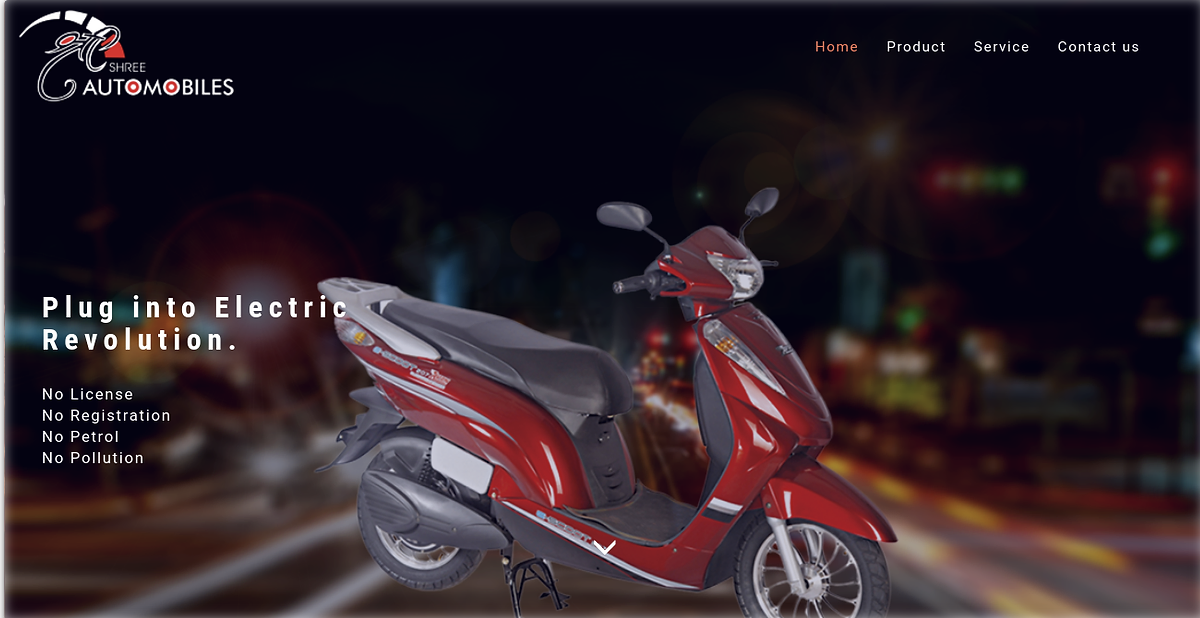 SHREE
AUTOMOBILES
Home
Product
Service
Contact us
Plug into Electric
Revolution.
No License
No Registration
No Petrol
No Pollution